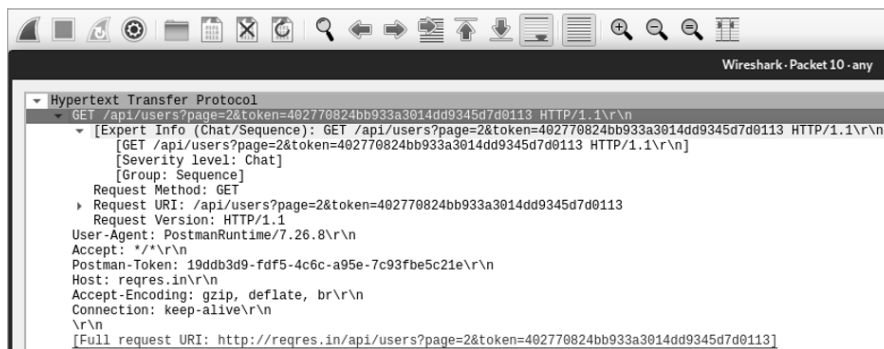 Wireshark · Packet 10 · any
Hypertext Transfer Protocol
GET /api/users?page=2&token=402770824bb933a3014dd9345d7d0113 HTTP/1.1\r\n
[Expert Info (Chat/Sequence): GET /api/users?page=2&token=402770824bb933a3014dd9345d7d0113 HTTP/1.1\r\n
[GET /api/users?page=2&token=402770824bb933a3014dd9345d7d0113 HTTP/1.1\r\n]
[Severity level: Chat]
[Group: Sequence]
Request Method: GET
Request URI: /api/users?page=2&token=402770824bb933a3014dd9345d7d0113
Request Version: HTTP/1.1
User-Agent: PostmanRuntime/7.26.8\r\n
Accept: */*\r\n
Postman-Token: 19ddb3d9-fdf5-4c6c-a95e-7c93fbe5c21e\r\n
Host: reqres.in\r\n
Accept-Encoding: gzip, deflate, br\r\n
Connection: keep-alive\r\n
\r\n
[Full request URI: http://reqres.in/api/users?page=2&token=402770824bb933a3014dd9345d7d0113]